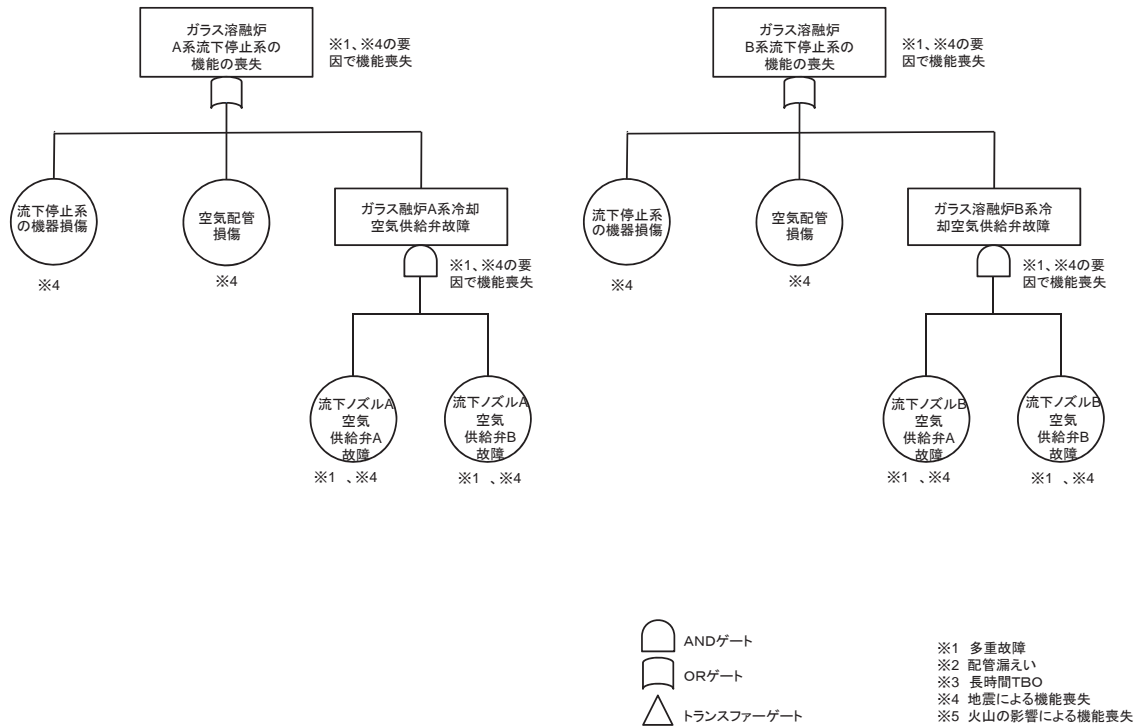 ガラス溶融炉
A系流下停止系の
機能の喪失
※1、※4の要
因で機能喪失
流下停止系
の機器損傷
※4
空気配管
損傷
※4
ガラス融炉A系冷却
空気供給弁故障
※1、※4の要
因で機能喪失
流下ノズルA
空気
供給弁A
故障
※1 、※4
流下ノズルA
空気
供給弁B
故障
※1 、※4
ガラス溶融炉
B系流下停止系の
機能の喪失
※1、※4の要
因で機能喪失
流下停止系
の機器損傷
※4
空気配管
損傷
※4
ガラス溶融炉B系冷
却空気供給弁故障
※1、※4の要
因で機能喪失
流下ノズルB
空気
供給弁A
故障
※1 、※4
流下ノズルB
空気
供給弁B
故障
※1 、※4
ANDゲート
ORゲート
トランスファーゲート
※1 多重故障
※2 配管漏えい
※3 長時間TBO
※4 地震による機能喪失
※5 火山の影響による機能喪失